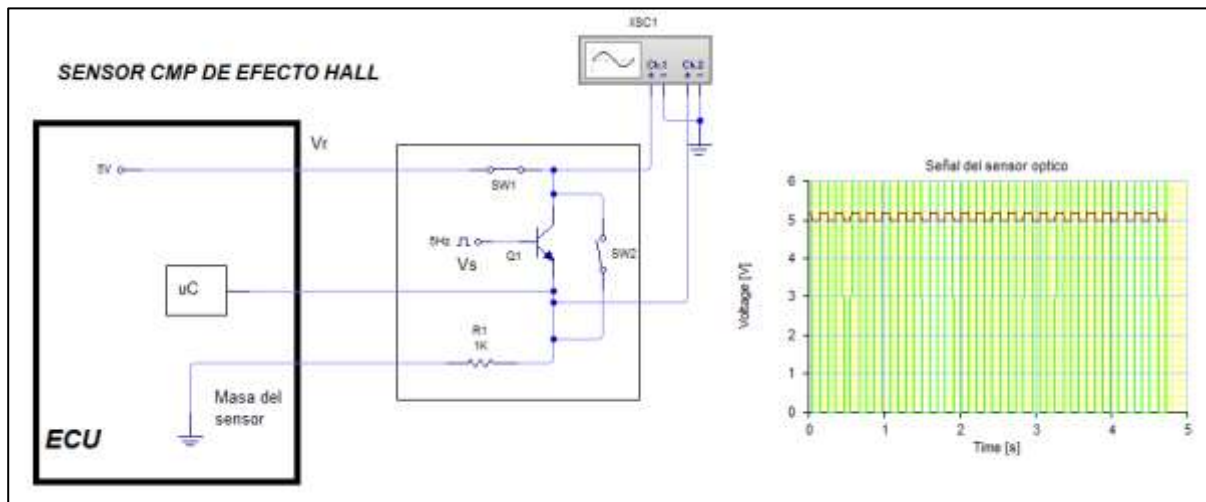 XSC1
SENSOR CMP DE EFECTO HALL
Ch.1 Ch.2
+ − + −
Vr
5V
SW1
5Hz
Vs
Q1
SW2
uC
R1
1K
Masa del
sensor
ECU
Señal del sensor optico
Voltage [V]
6
5
4
3
2
1
0
0 1 2 3 4 5
Time [s]